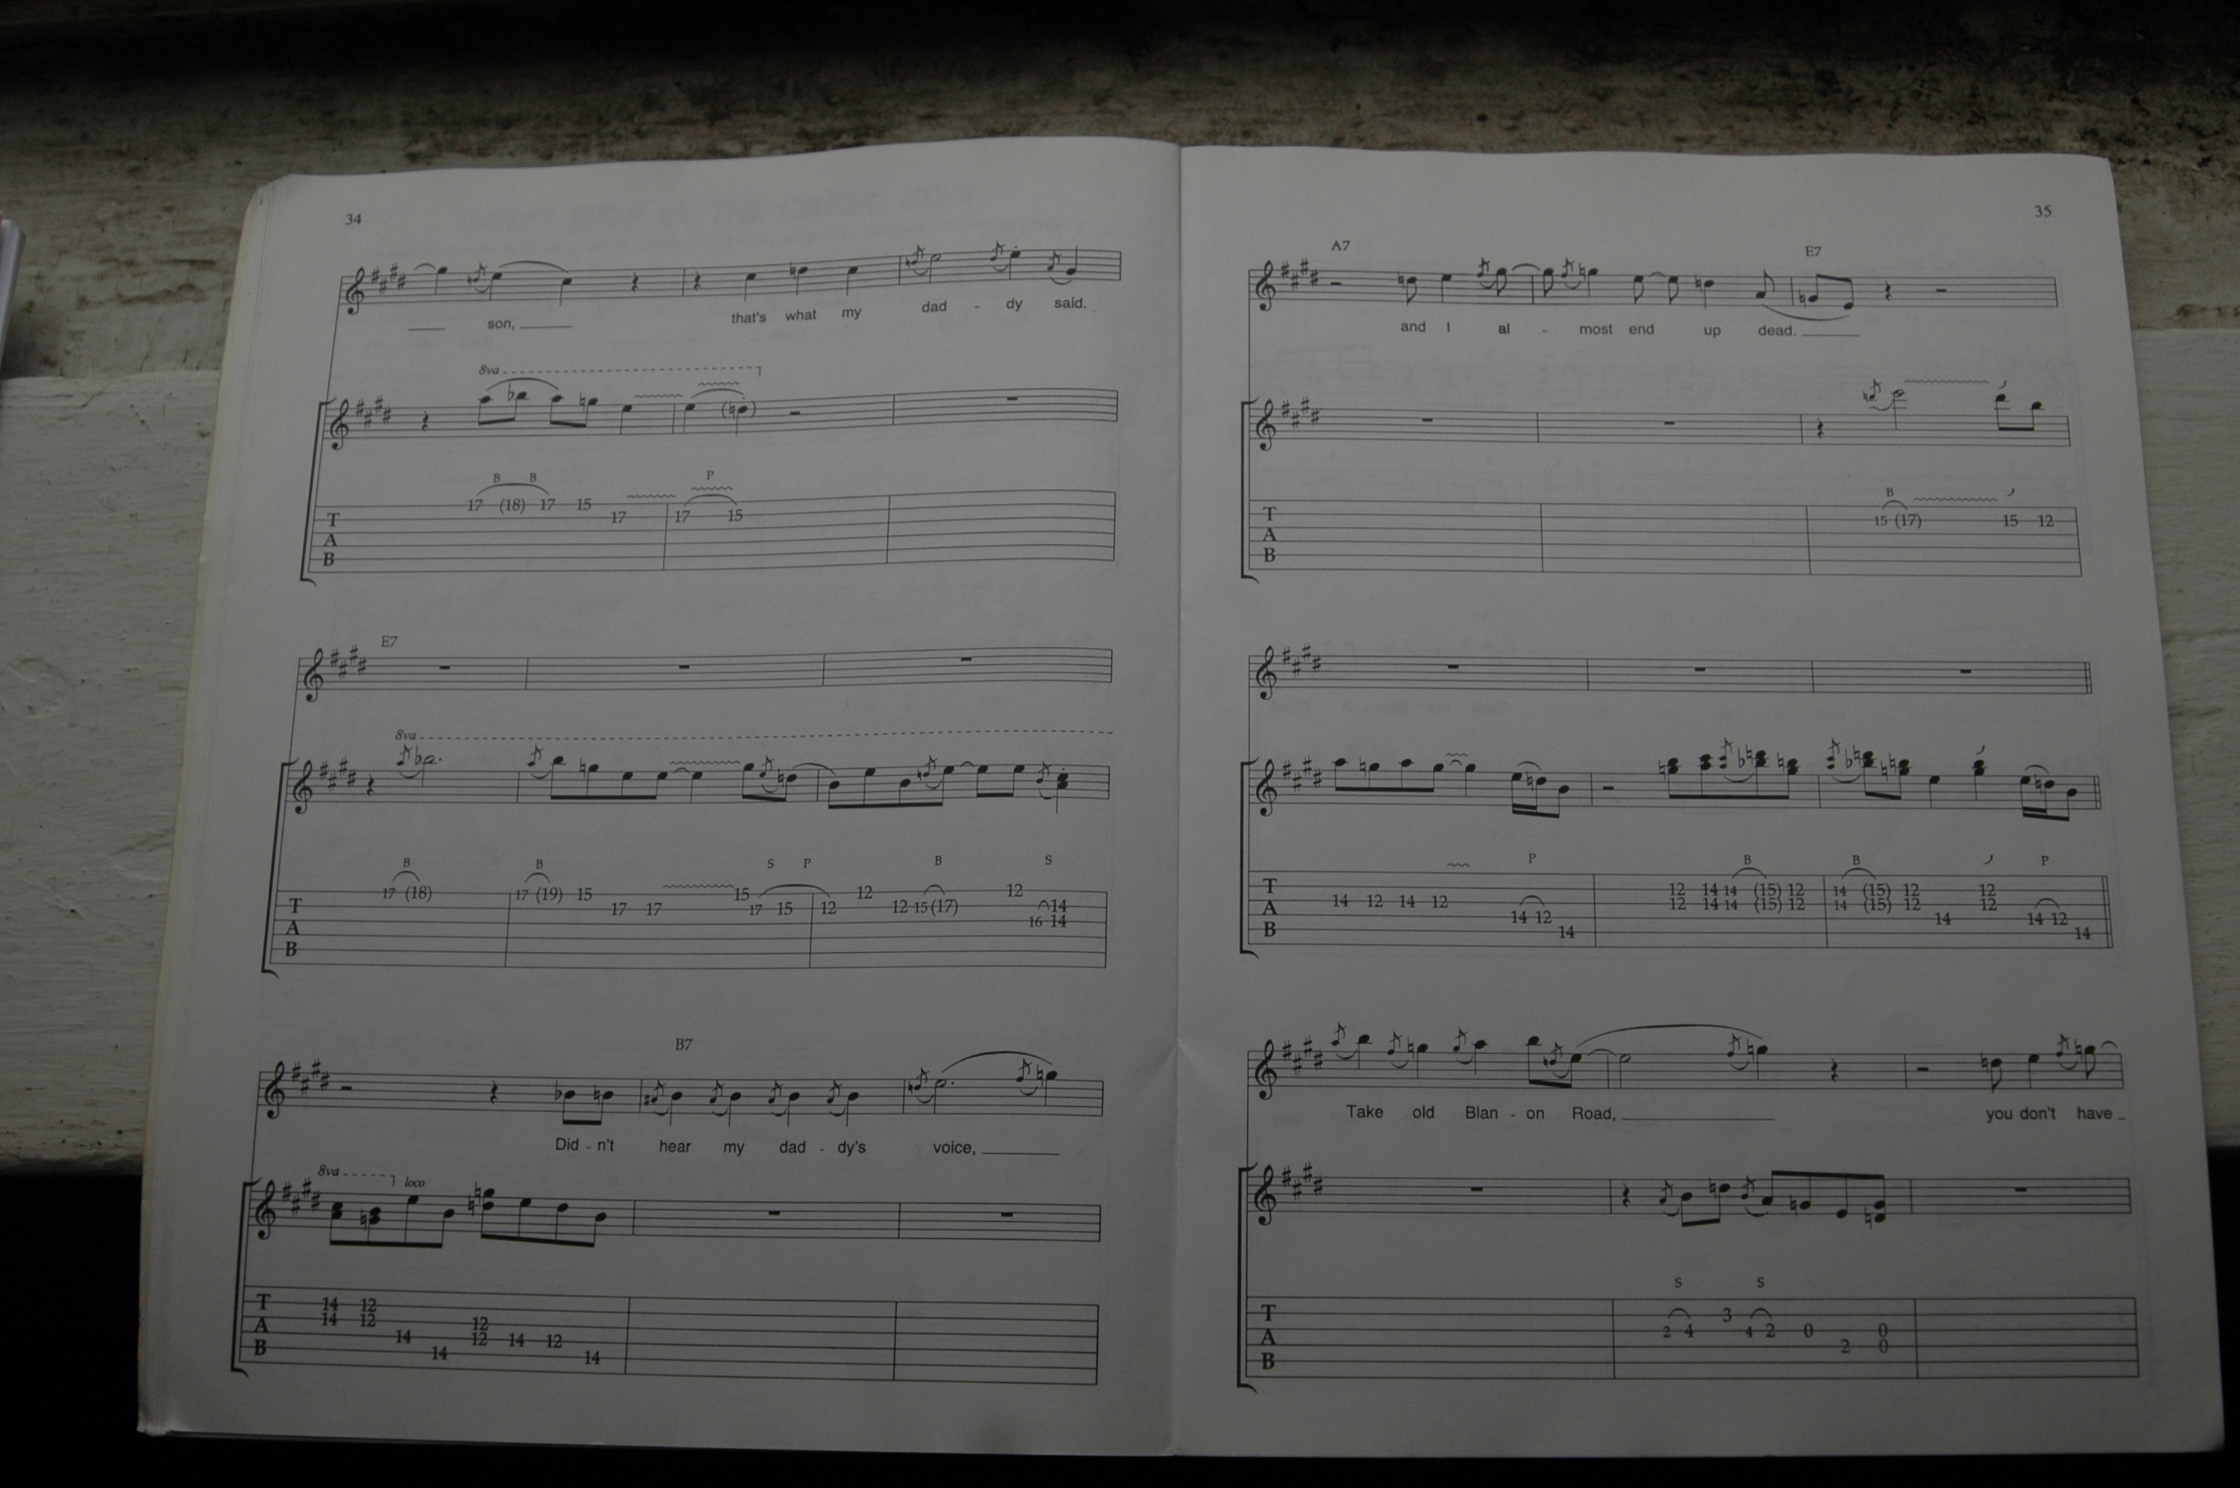 34
son,
that's what my dad - dy said.
8va
B B P
17 (18) 17 15 17 17 15
T
A
B
E7
8va
B B S P B S
17 (18) 17 (19) 15 17 17 15 17 15 12 12 12 15 (17) 12 14
16 14
T
A
B
B7
Did - n't hear my dad - dy's voice,
8va loco
T
A
B
14 12
14 12 12
14 12 14 12
14 14
35
A7 E7
and I al - most end up dead.
B
15 (17) 15 12
T
A
B
P B B P
12 14 14 (15) 12 14 (15) 12 12
14 12 14 12 12 14 14 (15) 12 14 (15) 12 12
14 12 14 14 12
14 14
T
A
B
Take old Blan - on Road, you don't have
S S
3
2 4 4 2 0 0
2 0
T
A
B